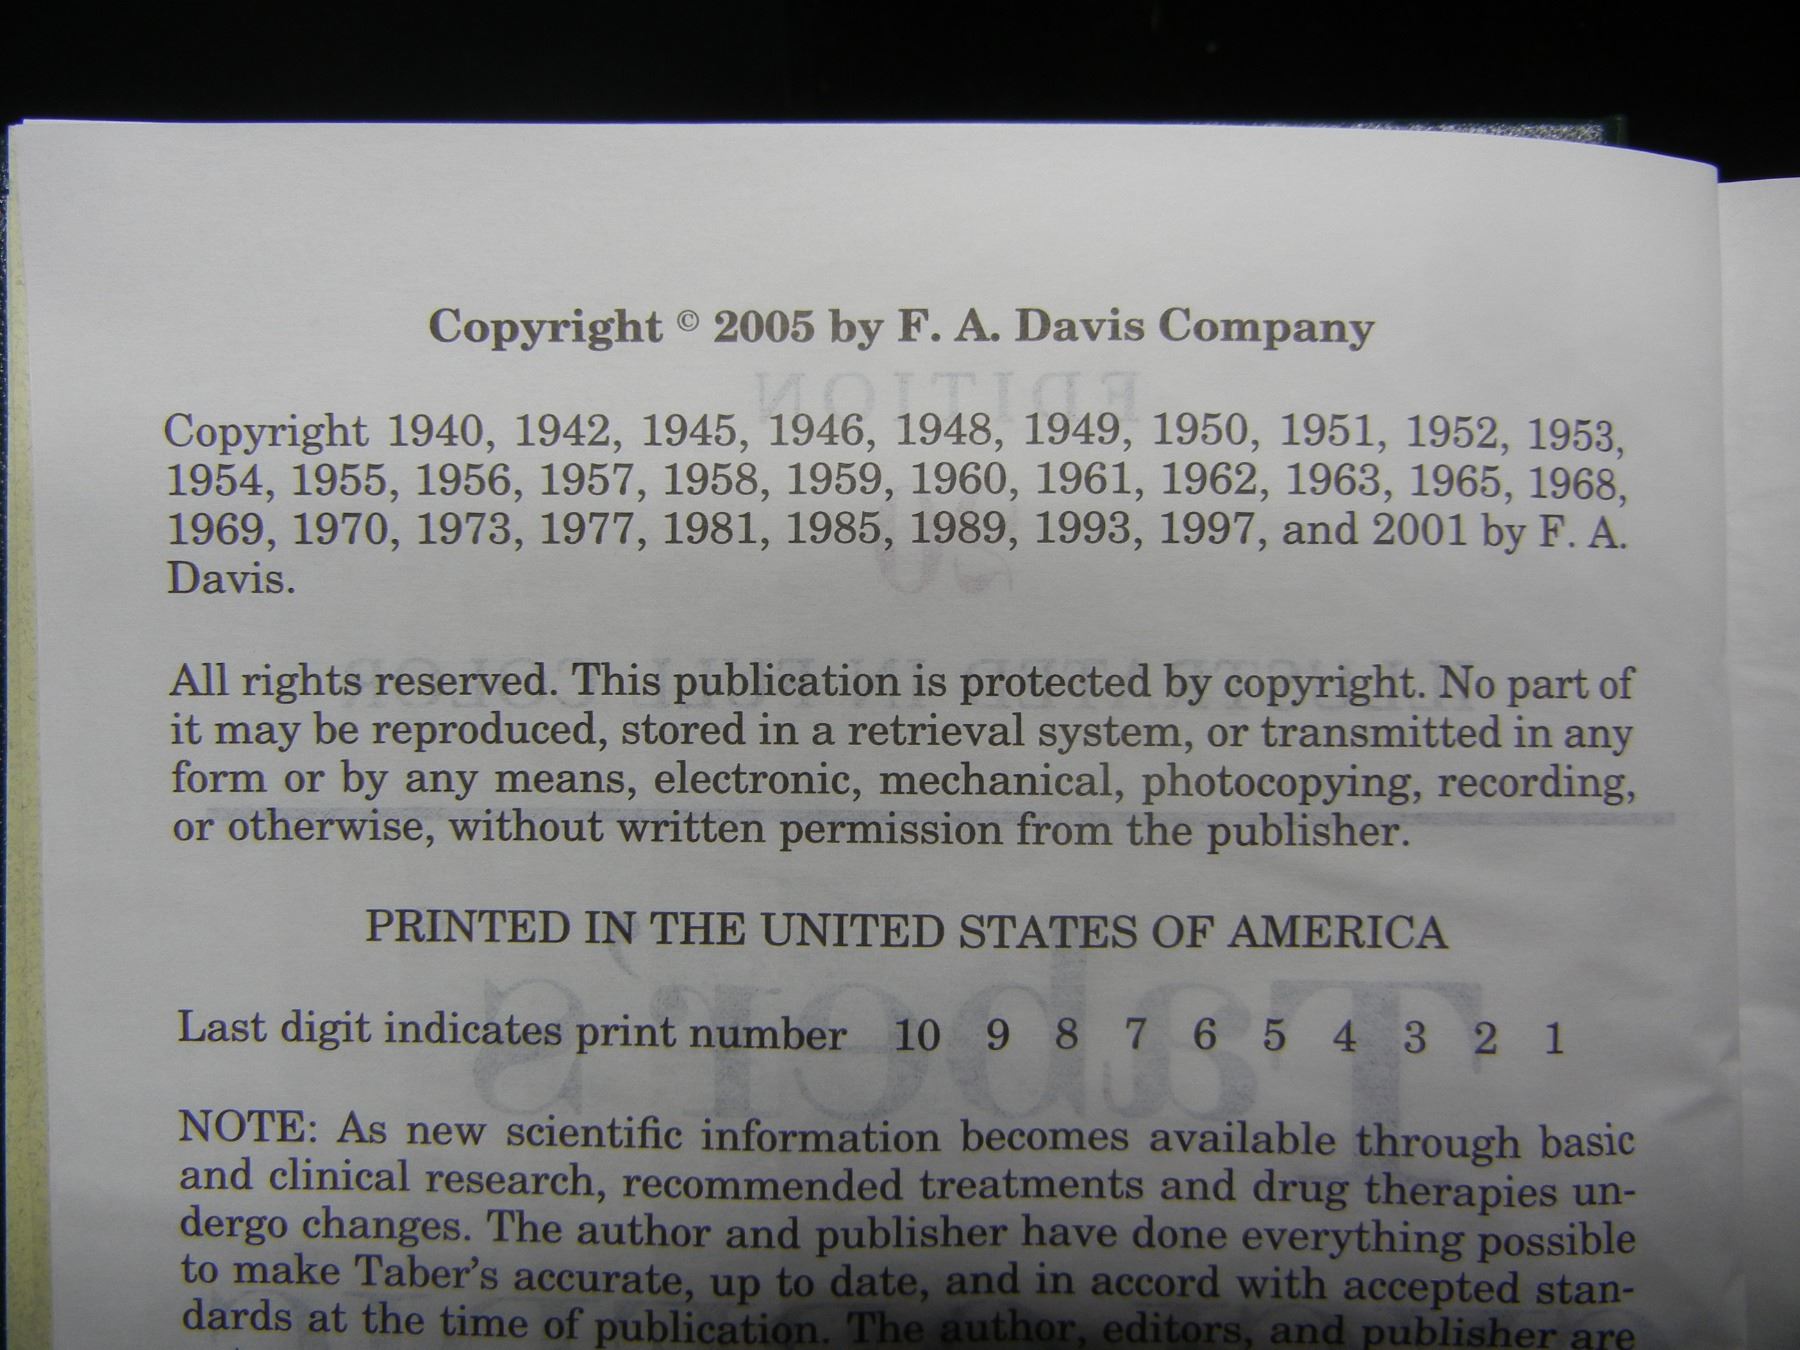 Copyright © 2005 by F. A. Davis Company
Copyright 1940, 1942, 1945, 1946, 1948, 1949, 1950, 1951, 1952, 1953,
1954, 1955, 1956, 1957, 1958, 1959, 1960, 1961, 1962, 1963, 1965, 1968,
1969, 1970, 1973, 1977, 1981, 1985, 1989, 1993, 1997, and 2001 by F. A.
Davis.
All rights reserved. This publication is protected by copyright. No part of
it may be reproduced, stored in a retrieval system, or transmitted in any
form or by any means, electronic, mechanical, photocopying, recording,
or otherwise, without written permission from the publisher.
PRINTED IN THE UNITED STATES OF AMERICA
Last digit indicates print number 10 9 8 7 6 5 4 3 2 1
NOTE: As new scientific information becomes available through basic
and clinical research, recommended treatments and drug therapies un-
dergo changes. The author and publisher have done everything possible
to make Taber's accurate, up to date, and in accord with accepted stan-
dards at the time of publication. The author, editors, and publisher are